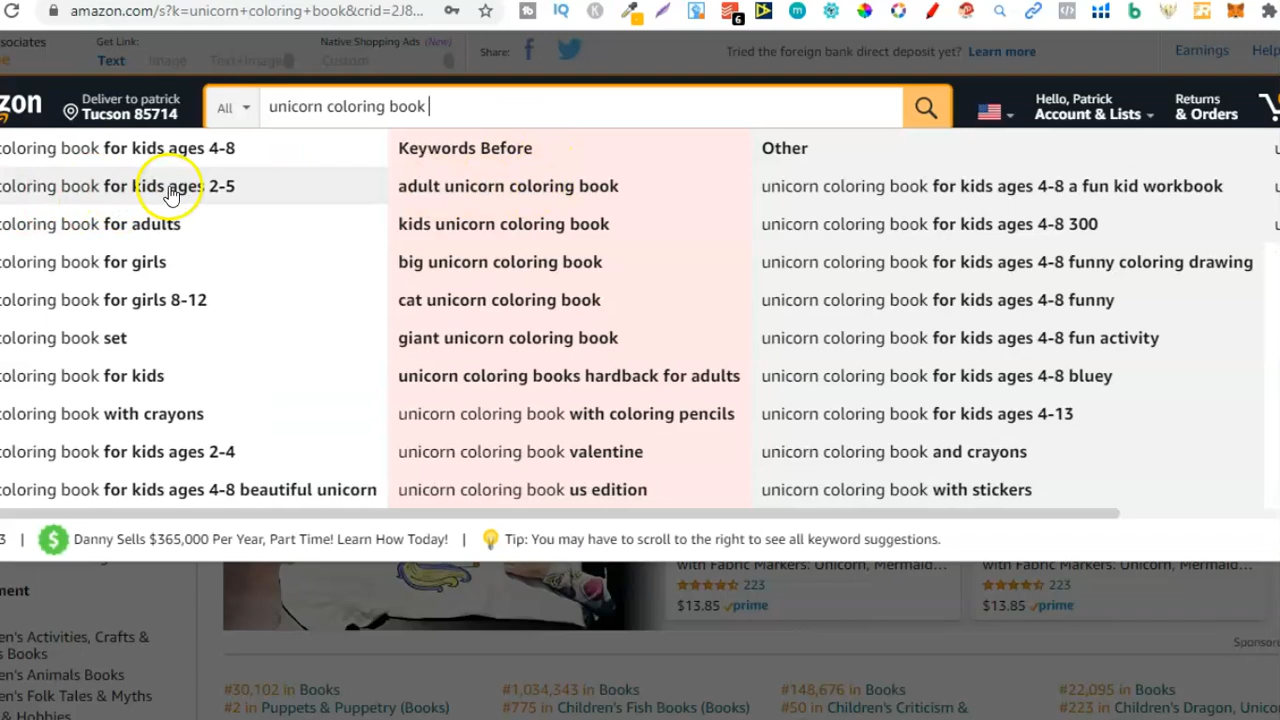 amazon.com/s?k=unicorn+coloring+book&crid=2J8...
6
sociates
Get Link:
Text
Image
Text+Image
Native Shopping Ads (New)
Custom
Share:
Tried the foreign bank direct deposit yet? Learn more
Earnings
Help
zon
Deliver to patrick
Tucson 85714
All
unicorn coloring book
Hello, Patrick
Account & Lists
Returns
& Orders
coloring book for kids ages 4-8
coloring book for kids ages 2-5
coloring book for adults
coloring book for girls
coloring book for girls 8-12
coloring book set
coloring book for kids
coloring book with crayons
coloring book for kids ages 2-4
coloring book for kids ages 4-8 beautiful unicorn
Keywords Before
adult unicorn coloring book
kids unicorn coloring book
big unicorn coloring book
cat unicorn coloring book
giant unicorn coloring book
unicorn coloring books hardback for adults
unicorn coloring book with coloring pencils
unicorn coloring book valentine
unicorn coloring book us edition
Other
unicorn coloring book for kids ages 4-8 a fun kid workbook
unicorn coloring book for kids ages 4-8 300
unicorn coloring book for kids ages 4-8 funny coloring drawing
unicorn coloring book for kids ages 4-8 funny
unicorn coloring book for kids ages 4-8 fun activity
unicorn coloring book for kids ages 4-8 bluey
unicorn coloring book for kids ages 4-13
unicorn coloring book and crayons
unicorn coloring book with stickers
3 | Danny Sells $365,000 Per Year, Part Time! Learn How Today! | Tip: You may have to scroll to the right to see all keyword suggestions.
ment
en's Activities, Crafts &
s Books
en's Animals Books
en's Folk Tales & Myths
& Hobbies
with Fabric Markers: Unicorn, Mermaid...
223
$13.85 prime
with Fabric Markers: Unicorn, Mermaid...
223
$13.85 prime
Sponsor
#30,102 in Books
#2 in Puppets & Puppetry (Books)
#1,034,343 in Books
#775 in Children's Fish Books (Books)
#148,676 in Books
#50 in Children's Criticism &
#22,095 in Books
#223 in Children's Dragon, Unico